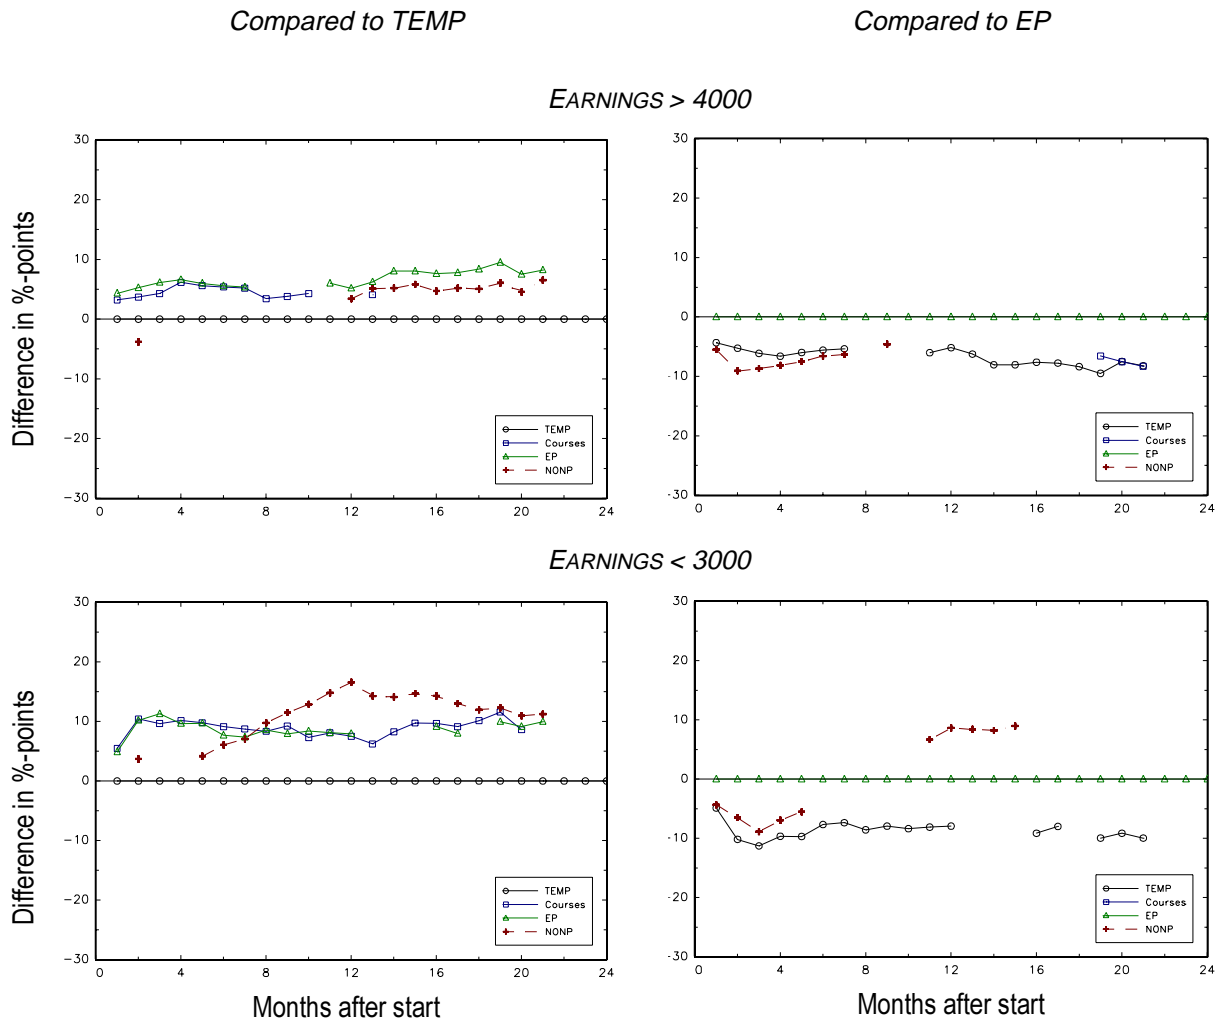 Compared to TEMP Compared to EP
EARNINGS > 4000
Difference in %-points
30
20
10
0
-10
-20
-30
0 4 8 12 16 20 24
TEMP
Courses
EP
NONP
30
20
10
0
-10
-20
-30
0 4 8 12 16 20 24
TEMP
Courses
EP
NONP
EARNINGS < 3000
Difference in %-points
30
20
10
0
-10
-20
-30
0 4 8 12 16 20 24
TEMP
Courses
EP
NONP
Months after start
30
20
10
0
-10
-20
-30
0 4 8 12 16 20 24
TEMP
Courses
EP
NONP
Months after start